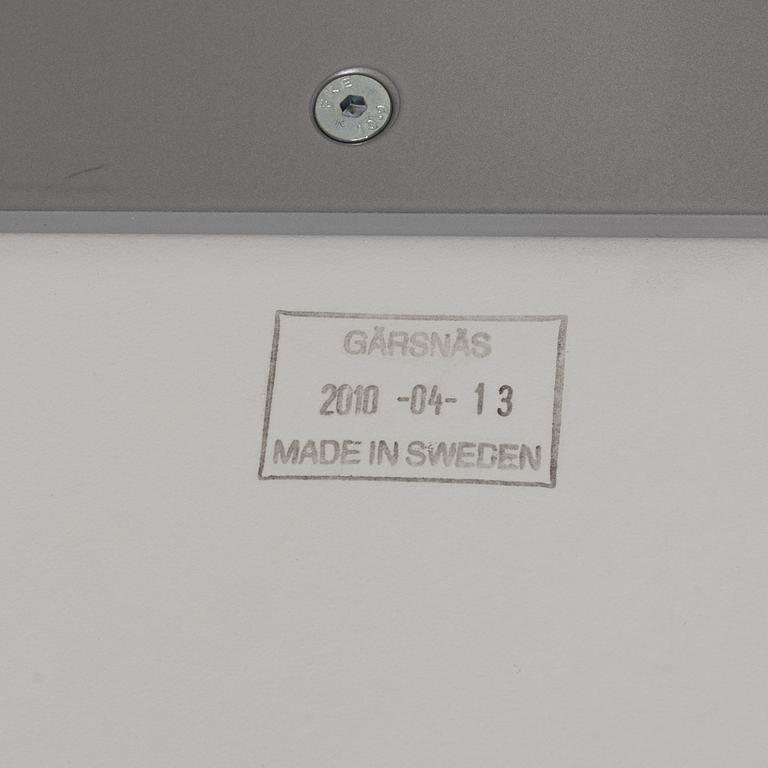 GÄRSNÄS
2010 -04- 13
MADE IN SWEDEN